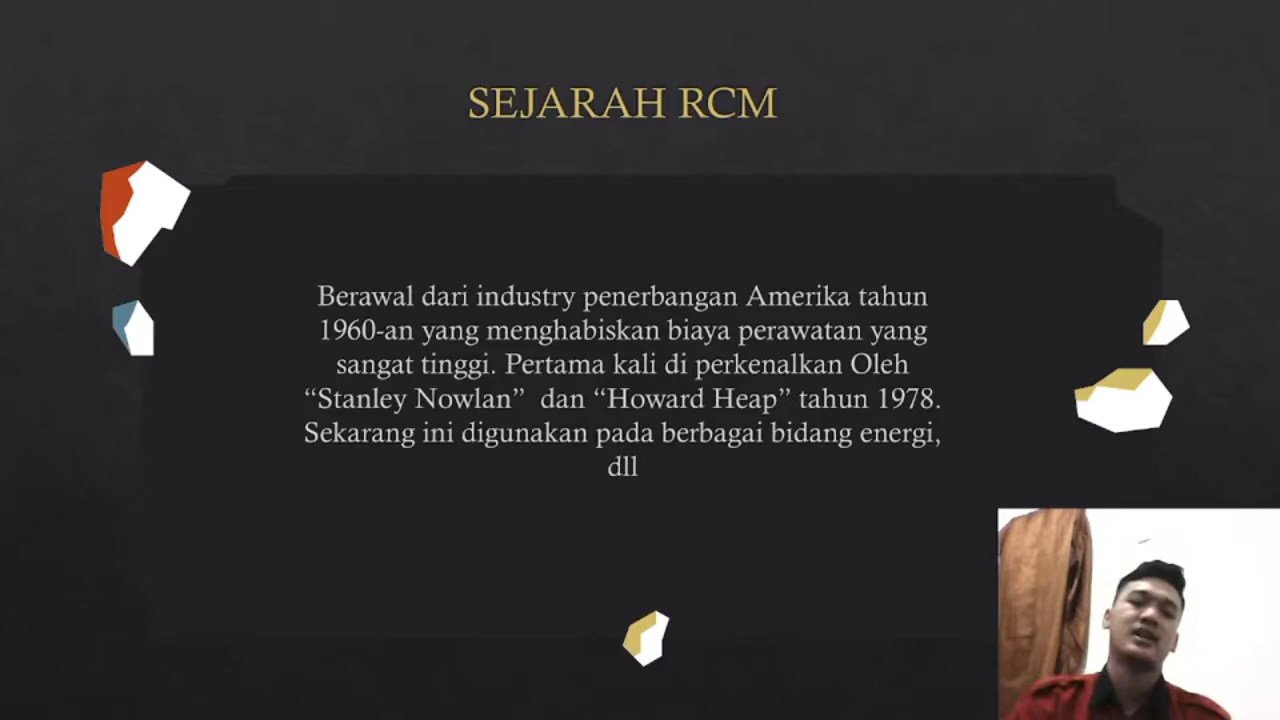 SEJARAH RCM
Berawal dari industry penerbangan Amerika tahun
1960-an yang menghabiskan biaya perawatan yang
sangat tinggi. Pertama kali di perkenalkan Oleh
“Stanley Nowlan”  dan “Howard Heap” tahun 1978.
Sekarang ini digunakan pada berbagai bidang energi,
dll